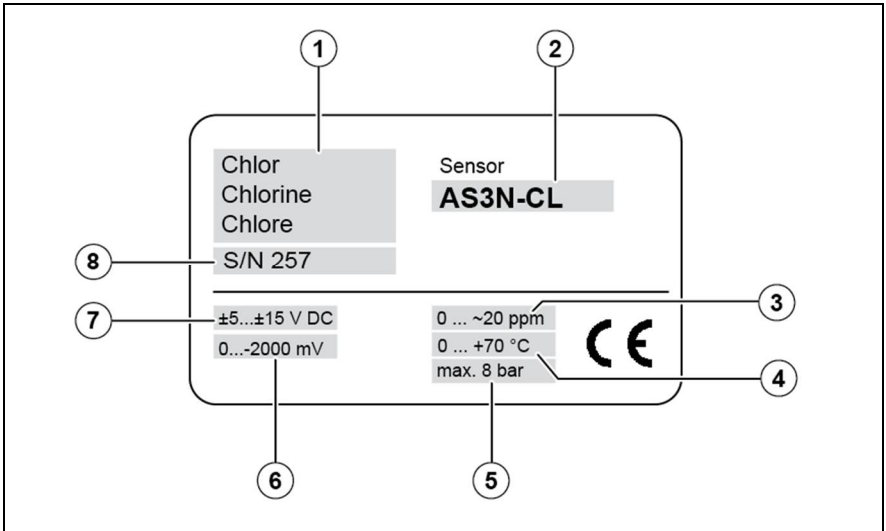 1
2
Chlor
Chlorine
Chlore
Sensor
AS3N-CL
8
S/N 257
3
7
±5...±15 V DC
0...-2000 mV
0 ... ~20 ppm
0 ... +70 °C
max. 8 bar
CE
4
6
5